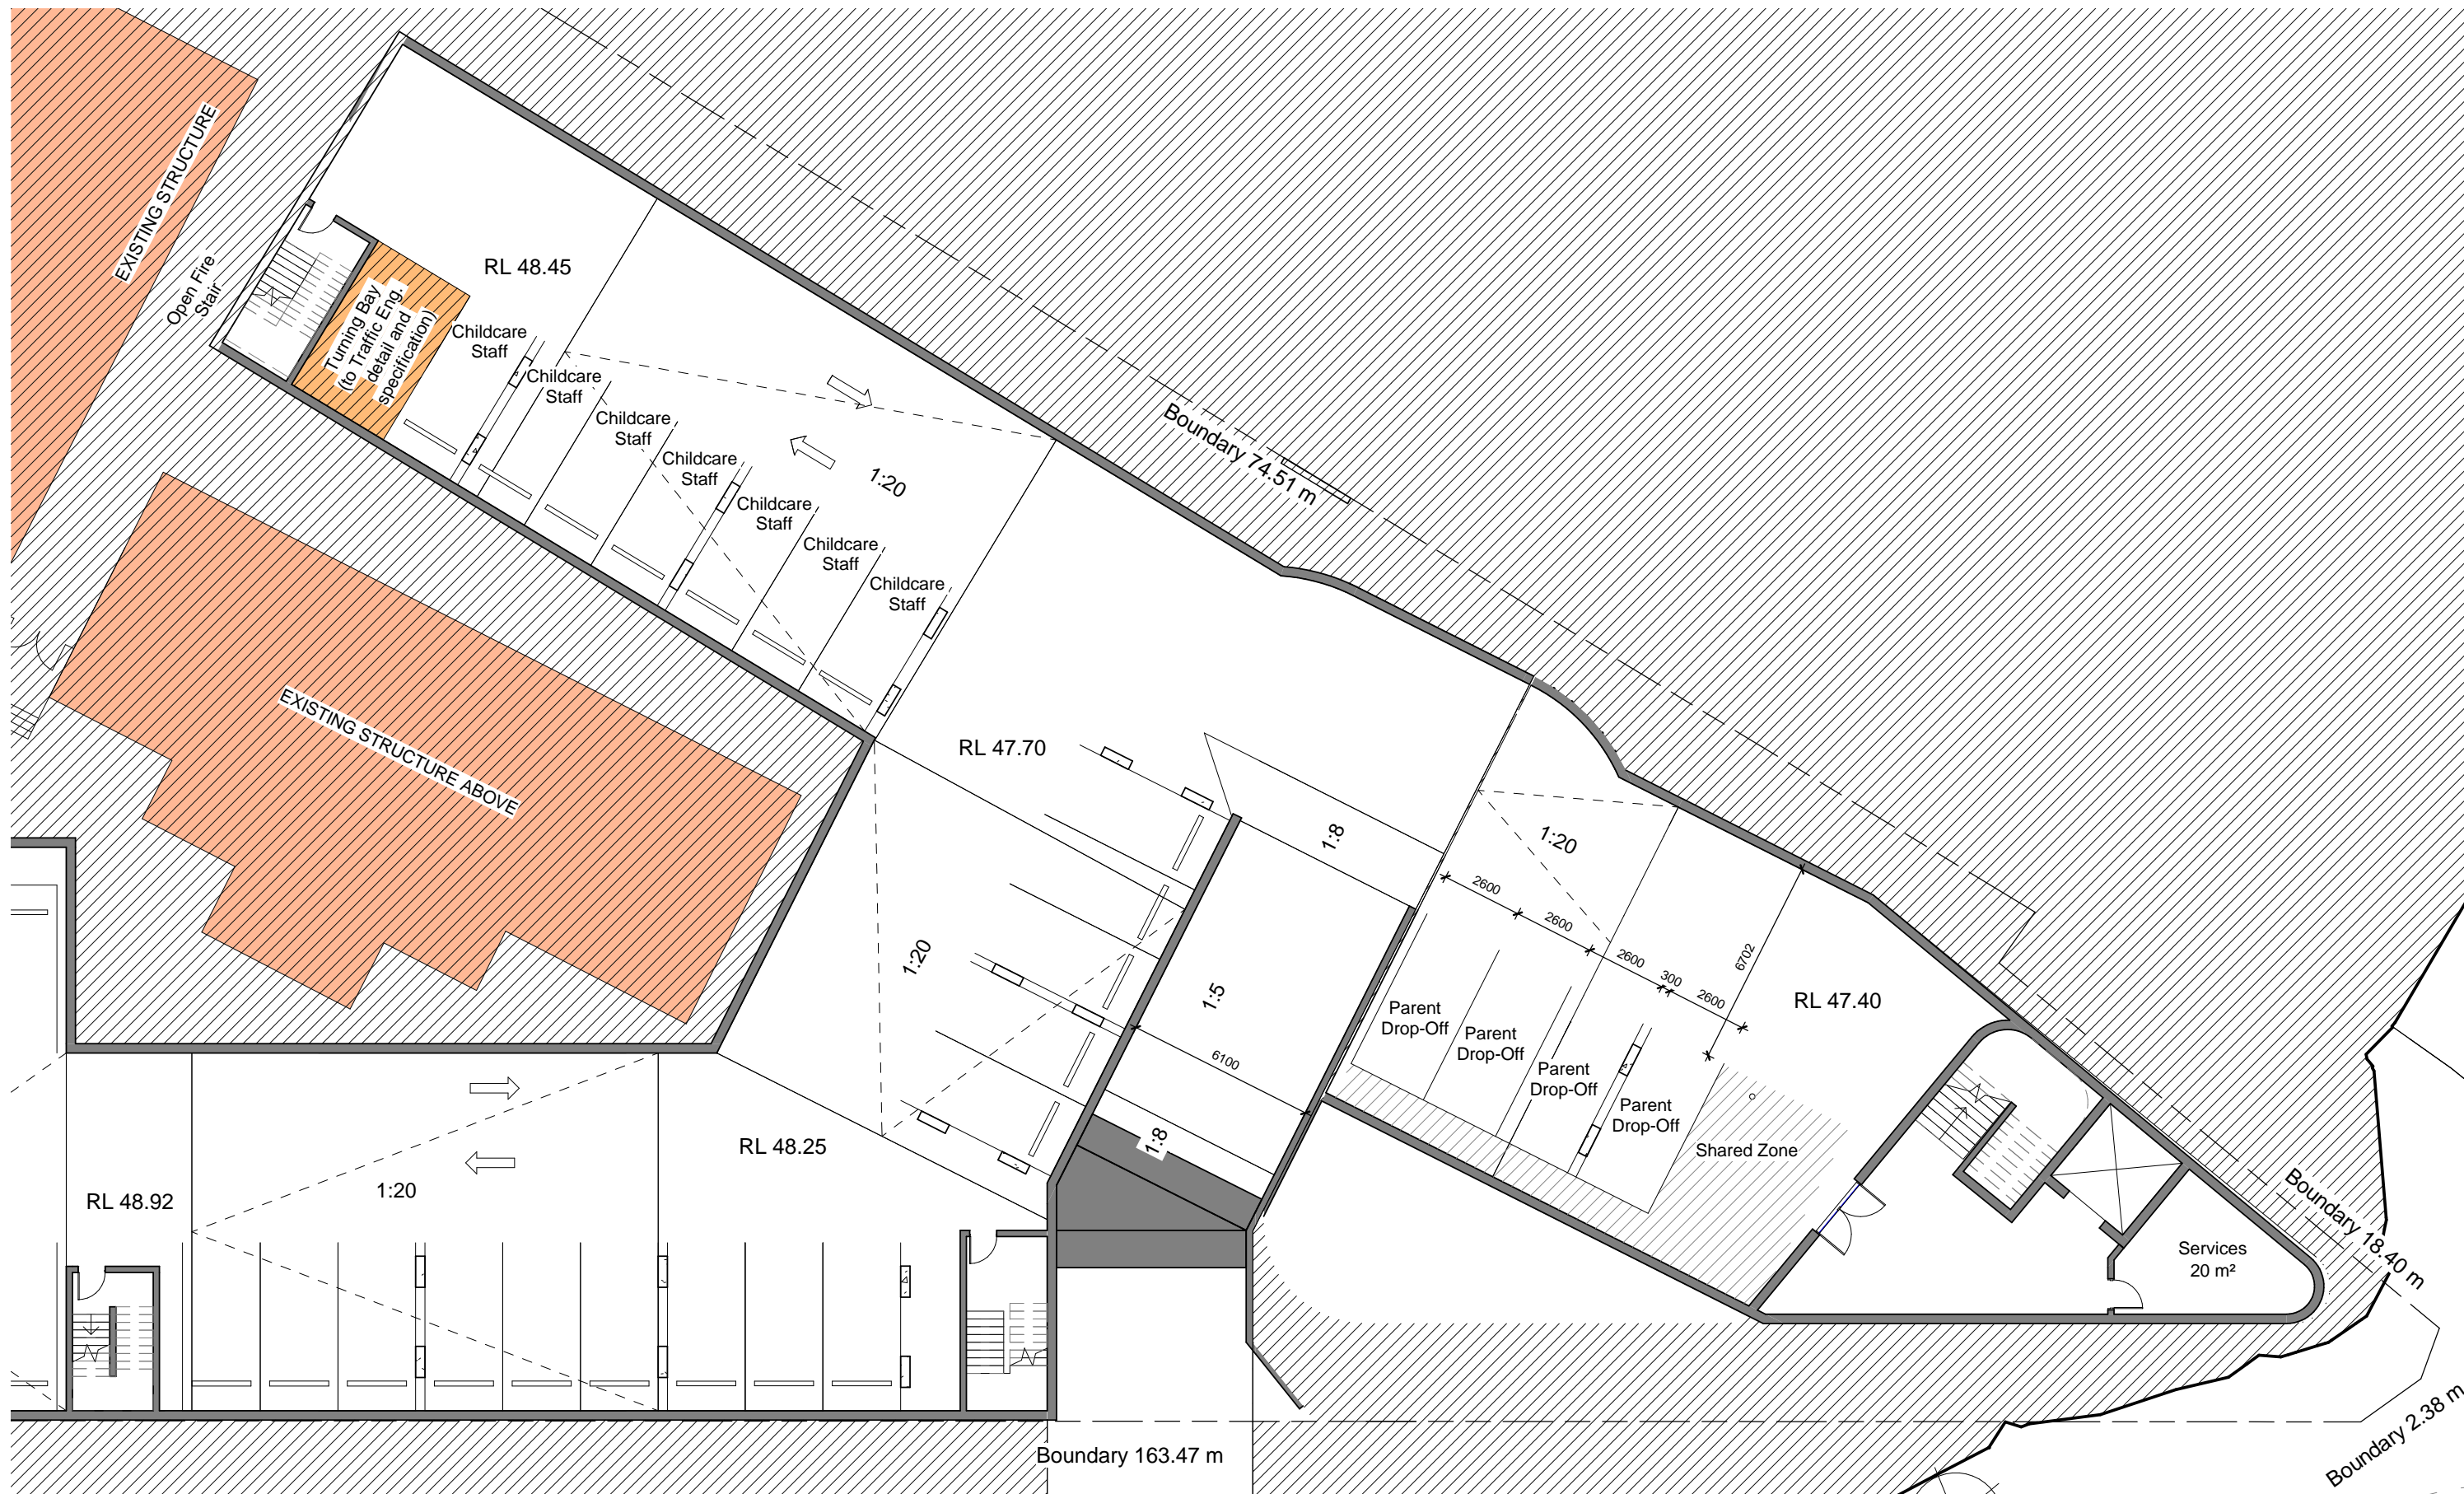 EXISTING STRUCTURE
Open Fire
Stair
RL 48.45
Turning Bay
(to Traffic Eng.
detail and
specification)
Childcare
Staff
Childcare
Staff
Childcare
Staff
Childcare
Staff
Childcare
Staff
Childcare
Staff
Childcare
Staff
1:20
Boundary 74.51 m
EXISTING STRUCTURE ABOVE
RL 47.70
1:8
1:20
2600
2600
2600
300
2600
6702
RL 47.40
1:20
1:5
6100
Parent
Drop-Off
Parent
Drop-Off
Parent
Drop-Off
Parent
Drop-Off
Shared Zone
1:8
RL 48.25
1:20
RL 48.92
Services
20 m²
Boundary 18.40 m
Boundary 2.38 m
Boundary 163.47 m